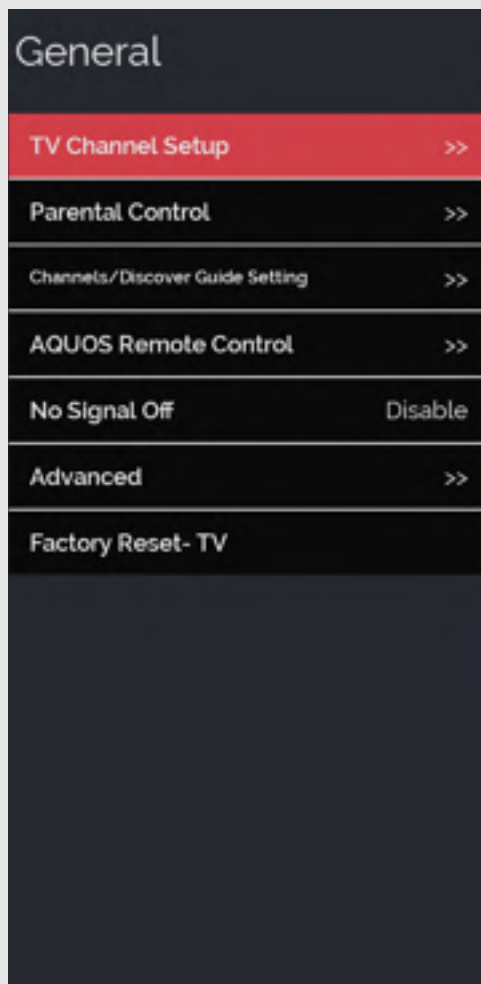 General
TV Channel Setup >>
Parental Control >>
Channels/Discover Guide Setting >>
AQUOS Remote Control >>
No Signal Off Disable
Advanced >>
Factory Reset- TV